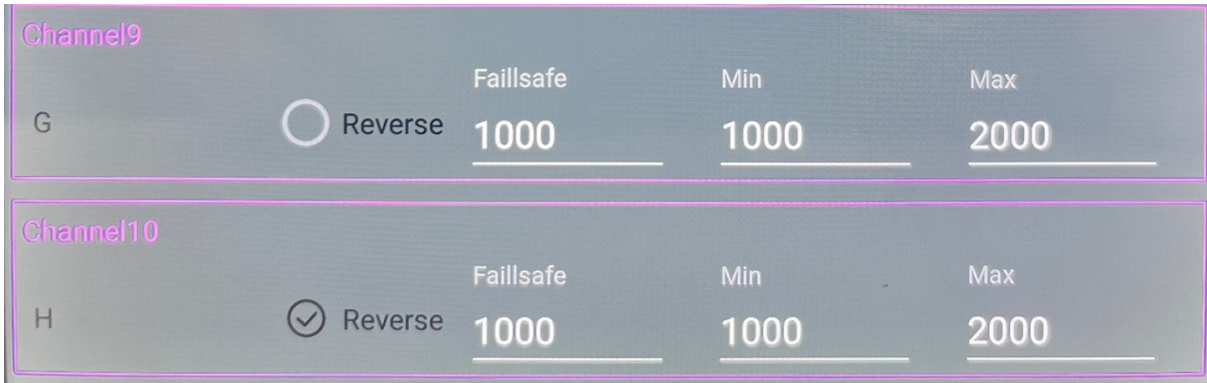 Channel9
Faillsafe Min Max
G Reverse 1000 1000 2000
Channel10
Faillsafe Min Max
H Reverse 1000 1000 2000